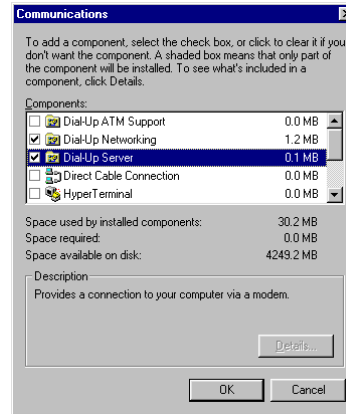 Communications
To add a component, select the check box, or click to clear it if you
don't want the component. A shaded box means that only part of
the component will be installed. To see what's included in a
component, click Details.
Components:
Dial-Up ATM Support 0.0 MB
Dial-Up Networking 1.2 MB
Dial-Up Server 0.1 MB
Direct Cable Connection 0.0 MB
HyperTerminal 0.0 MB
Space used by installed components: 30.2 MB
Space required: 0.0 MB
Space available on disk: 4249.2 MB
Description
Provides a connection to your computer via a modem.
Details...
OK Cancel